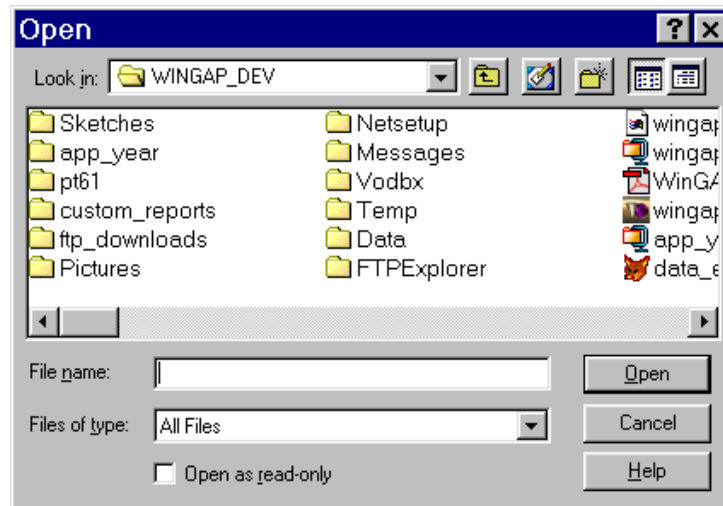 Open
Look in: WINGAP_DEV
Sketches Netsetup wingap
app_year Messages wingap
pt61 Vodbx WinGA
custom_reports Temp wingap
ftp_downloads Data app_y
Pictures FTPExplorer data_e
File name: Open
Files of type: All Files Cancel
Open as read-only Help